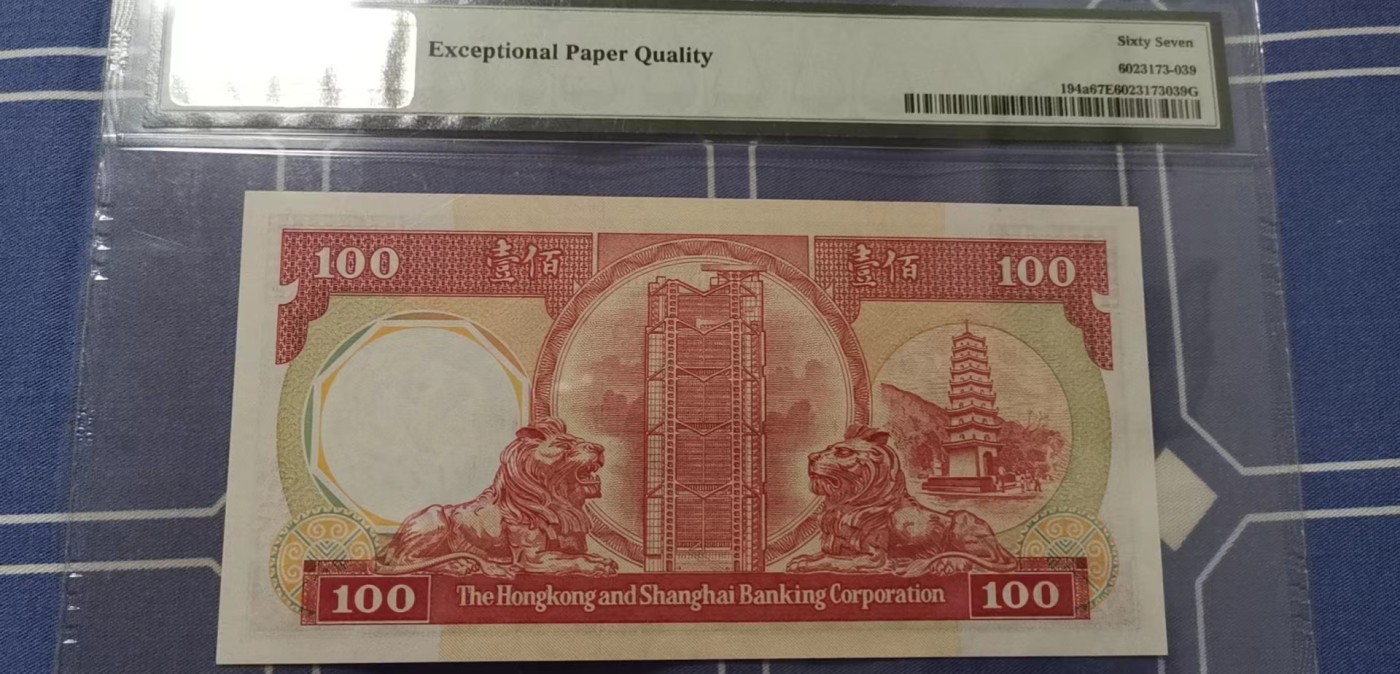 Exceptional Paper Quality
Sixty Seven
6023173-039
194a67E6023173039G
100 壹佰 壹佰 100
100 The Hongkong and Shanghai Banking Corporation 100